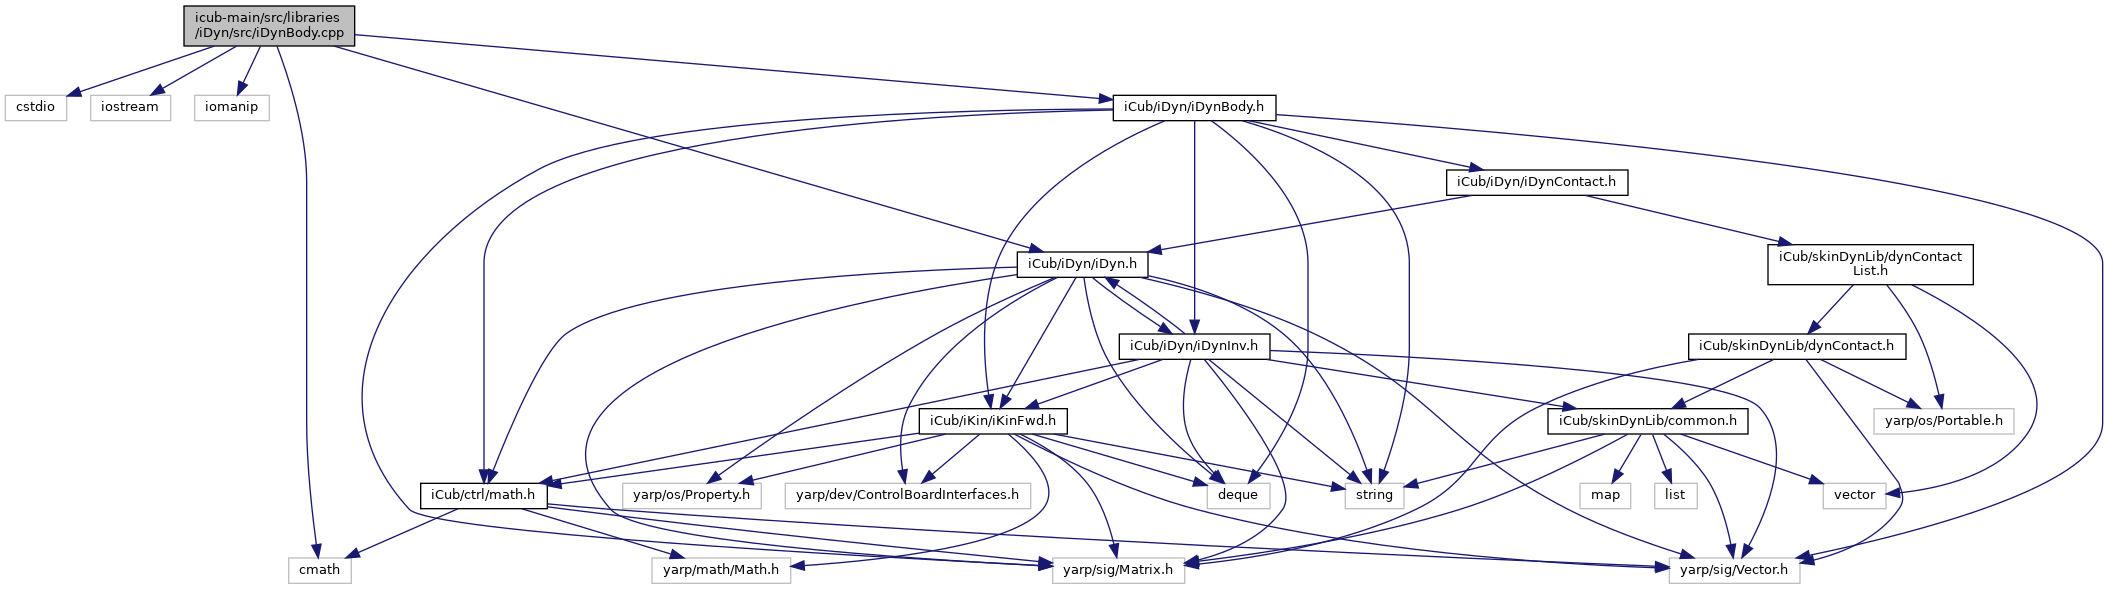 icub-main/src/libraries
/iDyn/src/iDynBody.cpp
cstdio
iostream
iomanip
iCub/iDyn/iDynBody.h
iCub/iDyn/iDynContact.h
iCub/iDyn/iDyn.h
iCub/skinDynLib/dynContact
List.h
iCub/iDyn/iDynInv.h
iCub/skinDynLib/dynContact.h
iCub/iKin/iKinFwd.h
iCub/skinDynLib/common.h
yarp/os/Portable.h
iCub/ctrl/math.h
yarp/os/Property.h
yarp/dev/ControlBoardInterfaces.h
deque
string
map
list
vector
cmath
yarp/math/Math.h
yarp/sig/Matrix.h
yarp/sig/Vector.h